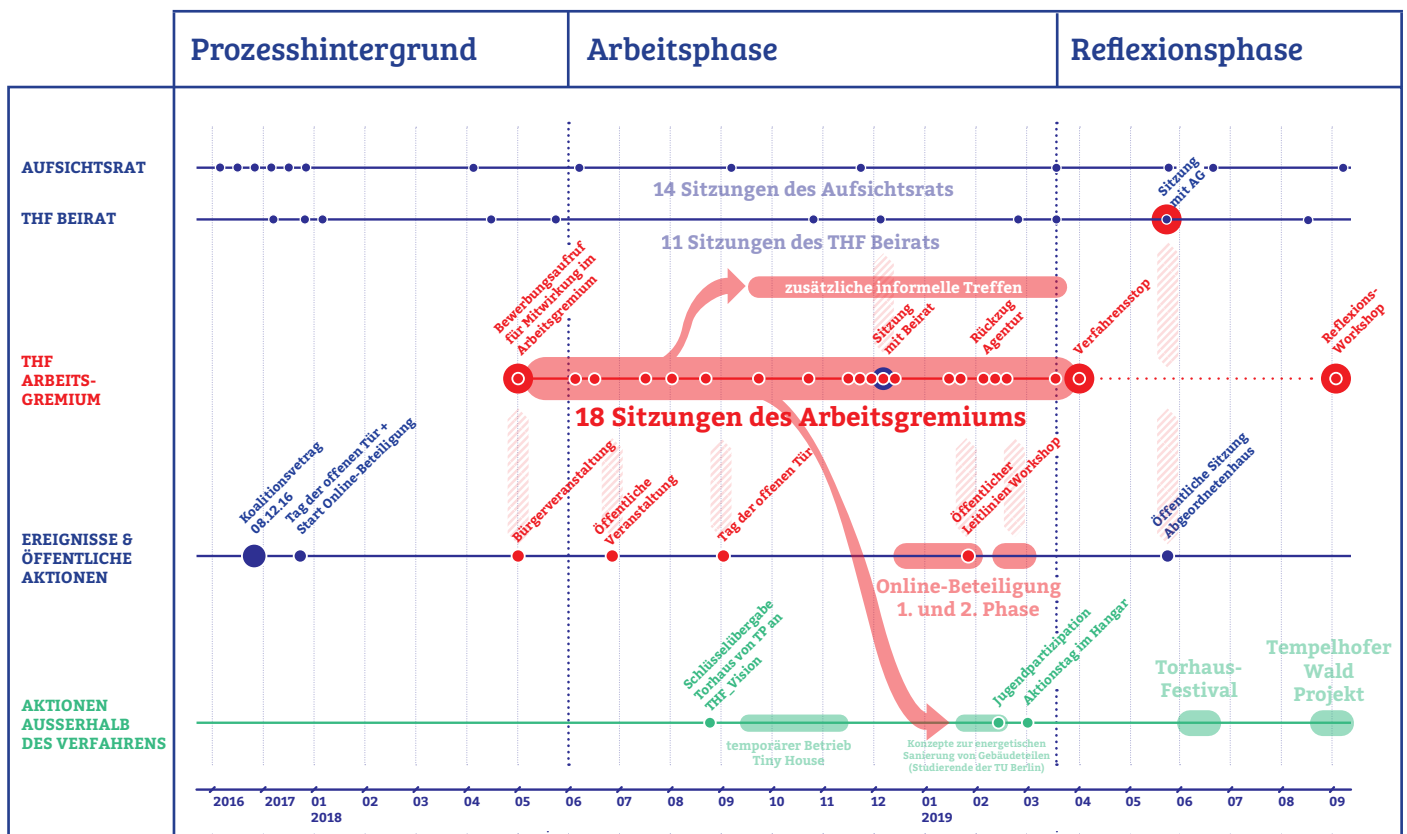 Prozesshintergrund
Arbeitsphase
Reflexionsphase
AUFSICHTSRAT
14 Sitzungen des Aufsichtsrats
THF BEIRAT
11 Sitzungen des THF Beirats
Sitzung
mit AG
THF
ARBEITS-
GREMIUM
Bewerbungsaufruf
für Mitwirkung im
Arbeitsgremium
zusätzliche informelle Treffen
Sitzung
mit Beirat
Rückzug
Agentur
Verfahrensstop
Reflexions-
Workshop
18 Sitzungen des Arbeitsgremiums
EREIGNISSE &
ÖFFENTLICHE
AKTIONEN
Koalitionsvetrag
08.12.16
Tag der offenen Tür +
Start Online-Beteiligung
Bürgerveranstaltung
Öffentliche
Veranstaltung
Tag der offenen Tür
Öffentlicher
Leitlinien Workshop
Öffentliche Sitzung
Abgeordnetenhaus
Online-Beteiligung
1. und 2. Phase
AKTIONEN
AUSSERHALB
DES VERFAHRENS
Schlüsselübergabe
Torhaus von TP an
THF_Vision
temporärer Betrieb
Tiny House
Jugendpartizipation
Aktionstag im Hangar
Konzepte zur energetischen
Sanierung von Gebäudeteilen
(Studierende der TU Berlin)
Torhaus-
Festival
Tempelhofer
Wald
Projekt
2016 2017 01 02 03 04 05 06 07 08 09 10 11 12 01 02 03 04 05 06 07 08 09
2018 2019